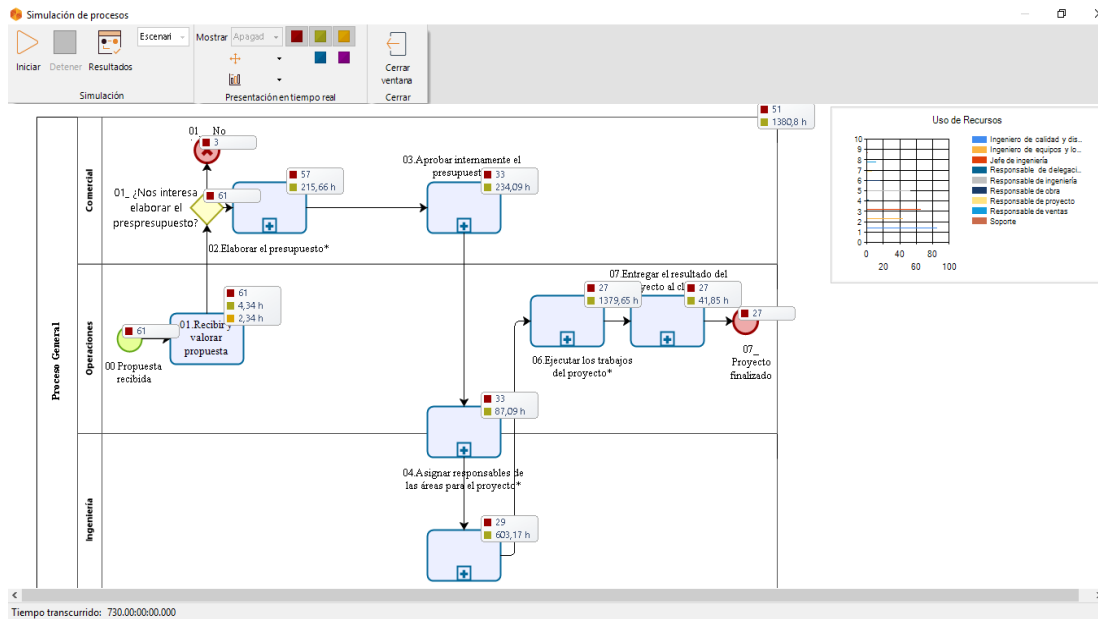 Simulación de procesos
Iniciar
Detener
Resultados
Escenari
Simulación
Mostrar
Apagad
Presentación en tiempo real
Cerrar
ventana
Cerrar
Proceso General
Comercial
Operaciones
Ingeniería
51
1380,8 h
01_ No
3
01_ ¿Nos interesa
elaborar el
prespresupuesto?
61
57
215,66 h
02.Elaborar el presupuesto*
03.Aprobar internamente el
33
234,09 h
61
00 Propuesta
recibida
61
4,34 h
2,34 h
01.Recibir y
valorar
propuesta
07.Entregar el resultado del
27
1379,65 h
27
41,85 h
27
06.Ejecutar los trabajos
del proyecto*
07_
Proyecto
finalizado
33
87,09 h
04.Asignar responsables de
las áreas para el proyecto*
29
603,17 h
Uso de Recursos
10
9
8
7
6
5
4
3
2
1
0
0 40 80
20 60 100
Ingeniero de calidad y dis...
Ingeniero de equipos y lo...
Jefe de ingeniería
Responsable de delegaci...
Responsable de ingeniería
Responsable de obra
Responsable de proyecto
Responsable de ventas
Soporte
Tiempo transcurrido: 730.00:00:00.000